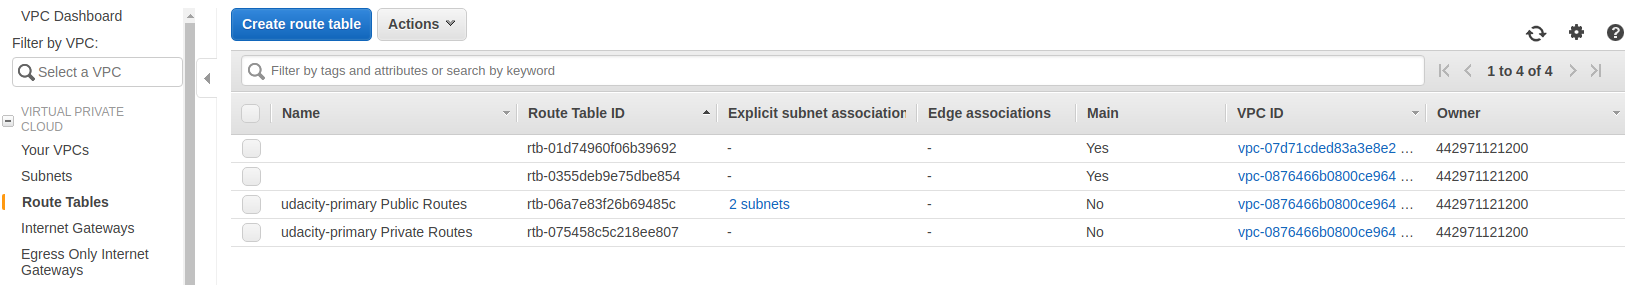 VPC Dashboard
Filter by VPC:
Select a VPC
VIRTUAL PRIVATE
CLOUD
Your VPCs
Subnets
Route Tables
Internet Gateways
Egress Only Internet
Gateways
Create route table Actions
Filter by tags and attributes or search by keyword 1 to 4 of 4
Name Route Table ID Explicit subnet association Edge associations Main VPC ID Owner
rtb-01d74960f06b39692 - - Yes vpc-07d71cded83a3e8e2 ... 442971121200
rtb-0355deb9e75dbe854 - - Yes vpc-0876466b0800ce964 ... 442971121200
udacity-primary Public Routes rtb-06a7e83f26b69485c 2 subnets - No vpc-0876466b0800ce964 ... 442971121200
udacity-primary Private Routes rtb-075458c5c218ee807 - - No vpc-0876466b0800ce964 ... 442971121200